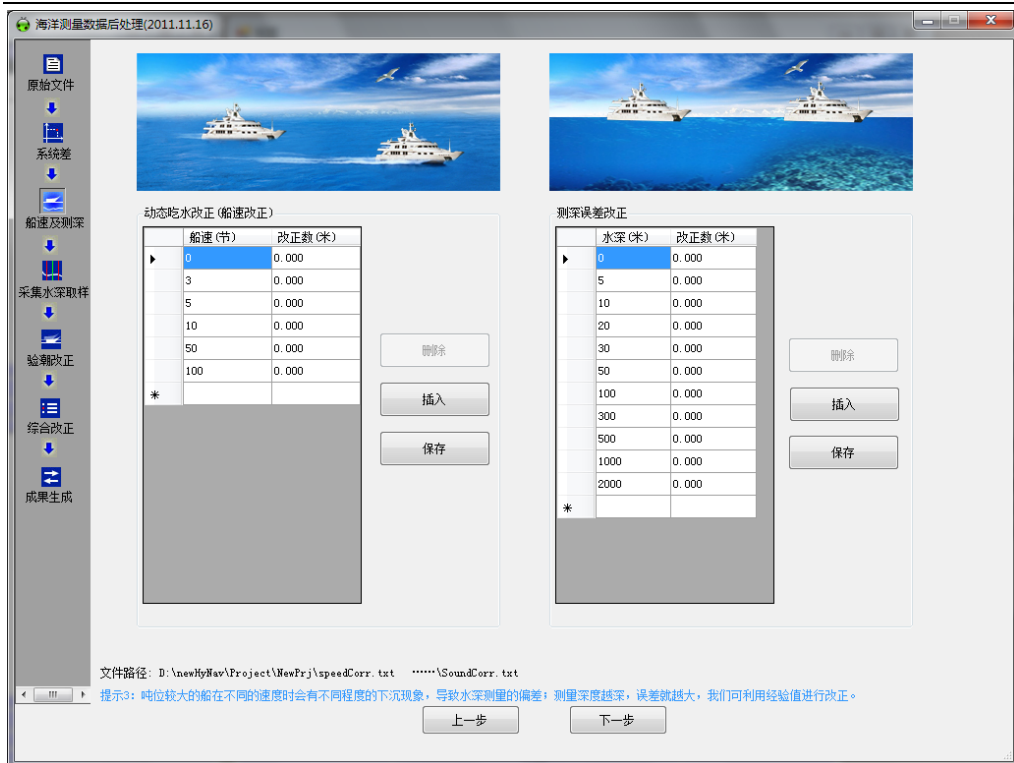 海洋测量数据后处理(2011.11.16)
原始文件
系统差
船速及测深
采集水深取样
验潮改正
综合改正
成果生成
动态吃水改正(船速改正)
船速(节) 改正数(米)
0 0.000
3 0.000
5 0.000
10 0.000
50 0.000
100 0.000
删除
插入
保存
测深误差改正
水深(米) 改正数(米)
0 0.000
5 0.000
10 0.000
20 0.000
30 0.000
50 0.000
100 0.000
300 0.000
500 0.000
1000 0.000
2000 0.000
删除
插入
保存
文件路径: D:\newHyNav\Project\NewPrj\speedCorr.txt ······\SoundCorr.txt
提示3：吨位较大的船在不同的速度时会有不同程度的下沉现象，导致水深测量的偏差；测量深度越深，误差就越大，我们可利用经验值进行改正。
上一步
下一步